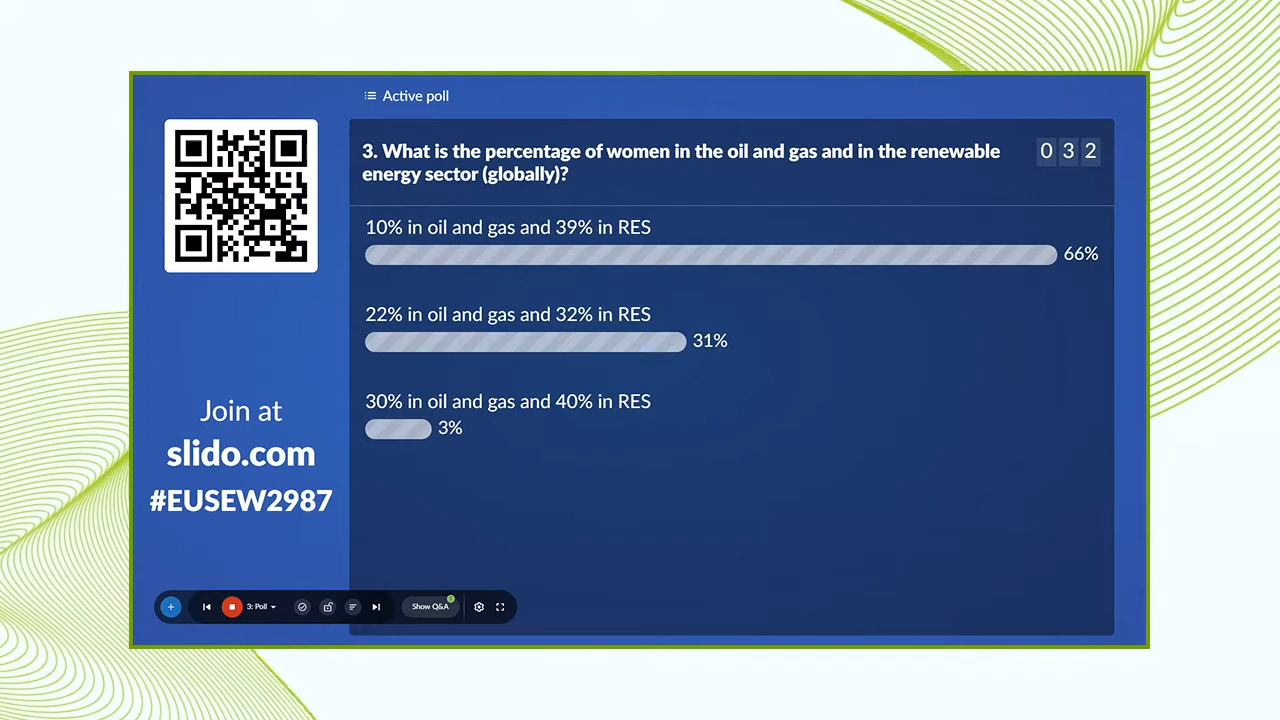 Active poll
3. What is the percentage of women in the oil and gas and in the renewable
energy sector (globally)?
0 3 2
10% in oil and gas and 39% in RES
66%
22% in oil and gas and 32% in RES
31%
30% in oil and gas and 40% in RES
3%
Join at
slido.com
#EUSEW2987
3: Poll
Show Q&A